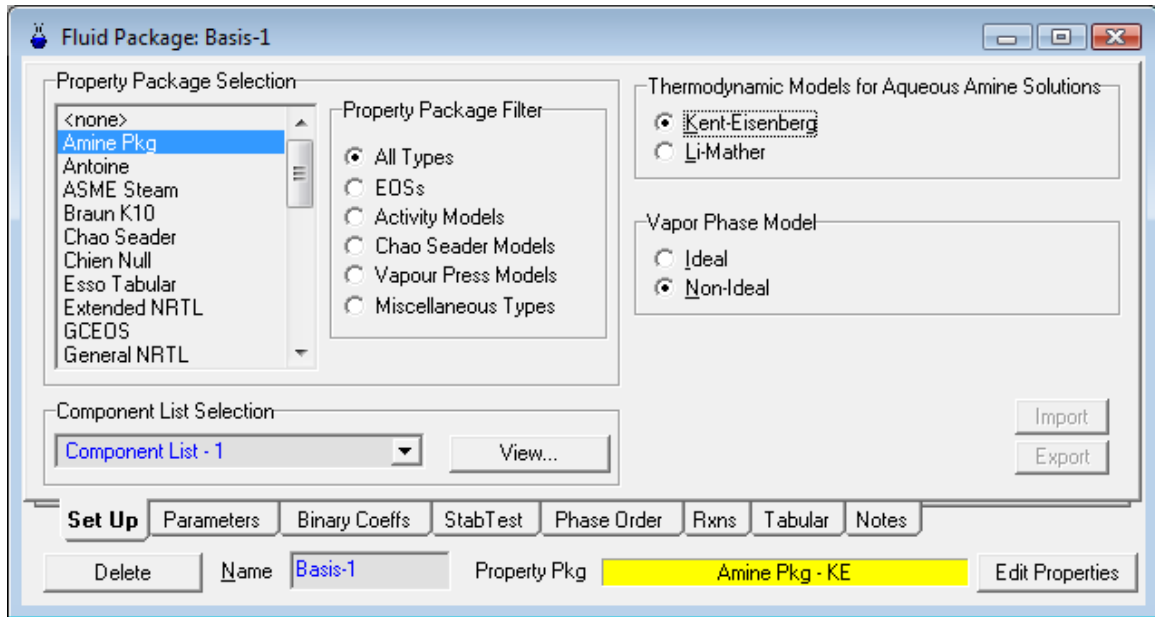 Fluid Package: Basis-1
Property Package Selection
<none>
Amine Pkg
Antoine
ASME Steam
Braun K10
Chao Seader
Chien Null
Esso Tabular
Extended NRTL
GCEOS
General NRTL
Property Package Filter
All Types
EOSs
Activity Models
Chao Seader Models
Vapour Press Models
Miscellaneous Types
Thermodynamic Models for Aqueous Amine Solutions
Kent-Eisenberg
Li-Mather
Vapor Phase Model
Ideal
Non-Ideal
Component List Selection
Component List - 1
View...
Import
Export
Set Up Parameters Binary Coeffs StabTest Phase Order Rxns Tabular Notes
Delete Name Basis-1 Property Pkg Amine Pkg - KE Edit Properties